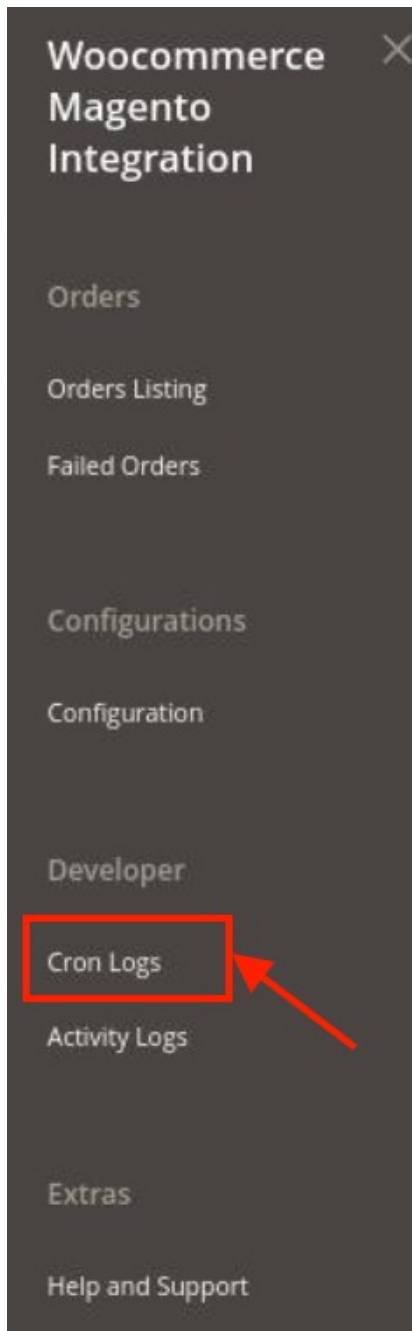 Woocommerce
Magento
Integration
Orders
Orders Listing
Failed Orders
Configurations
Configuration
Developer
Cron Logs
Activity Logs
Extras
Help and Support